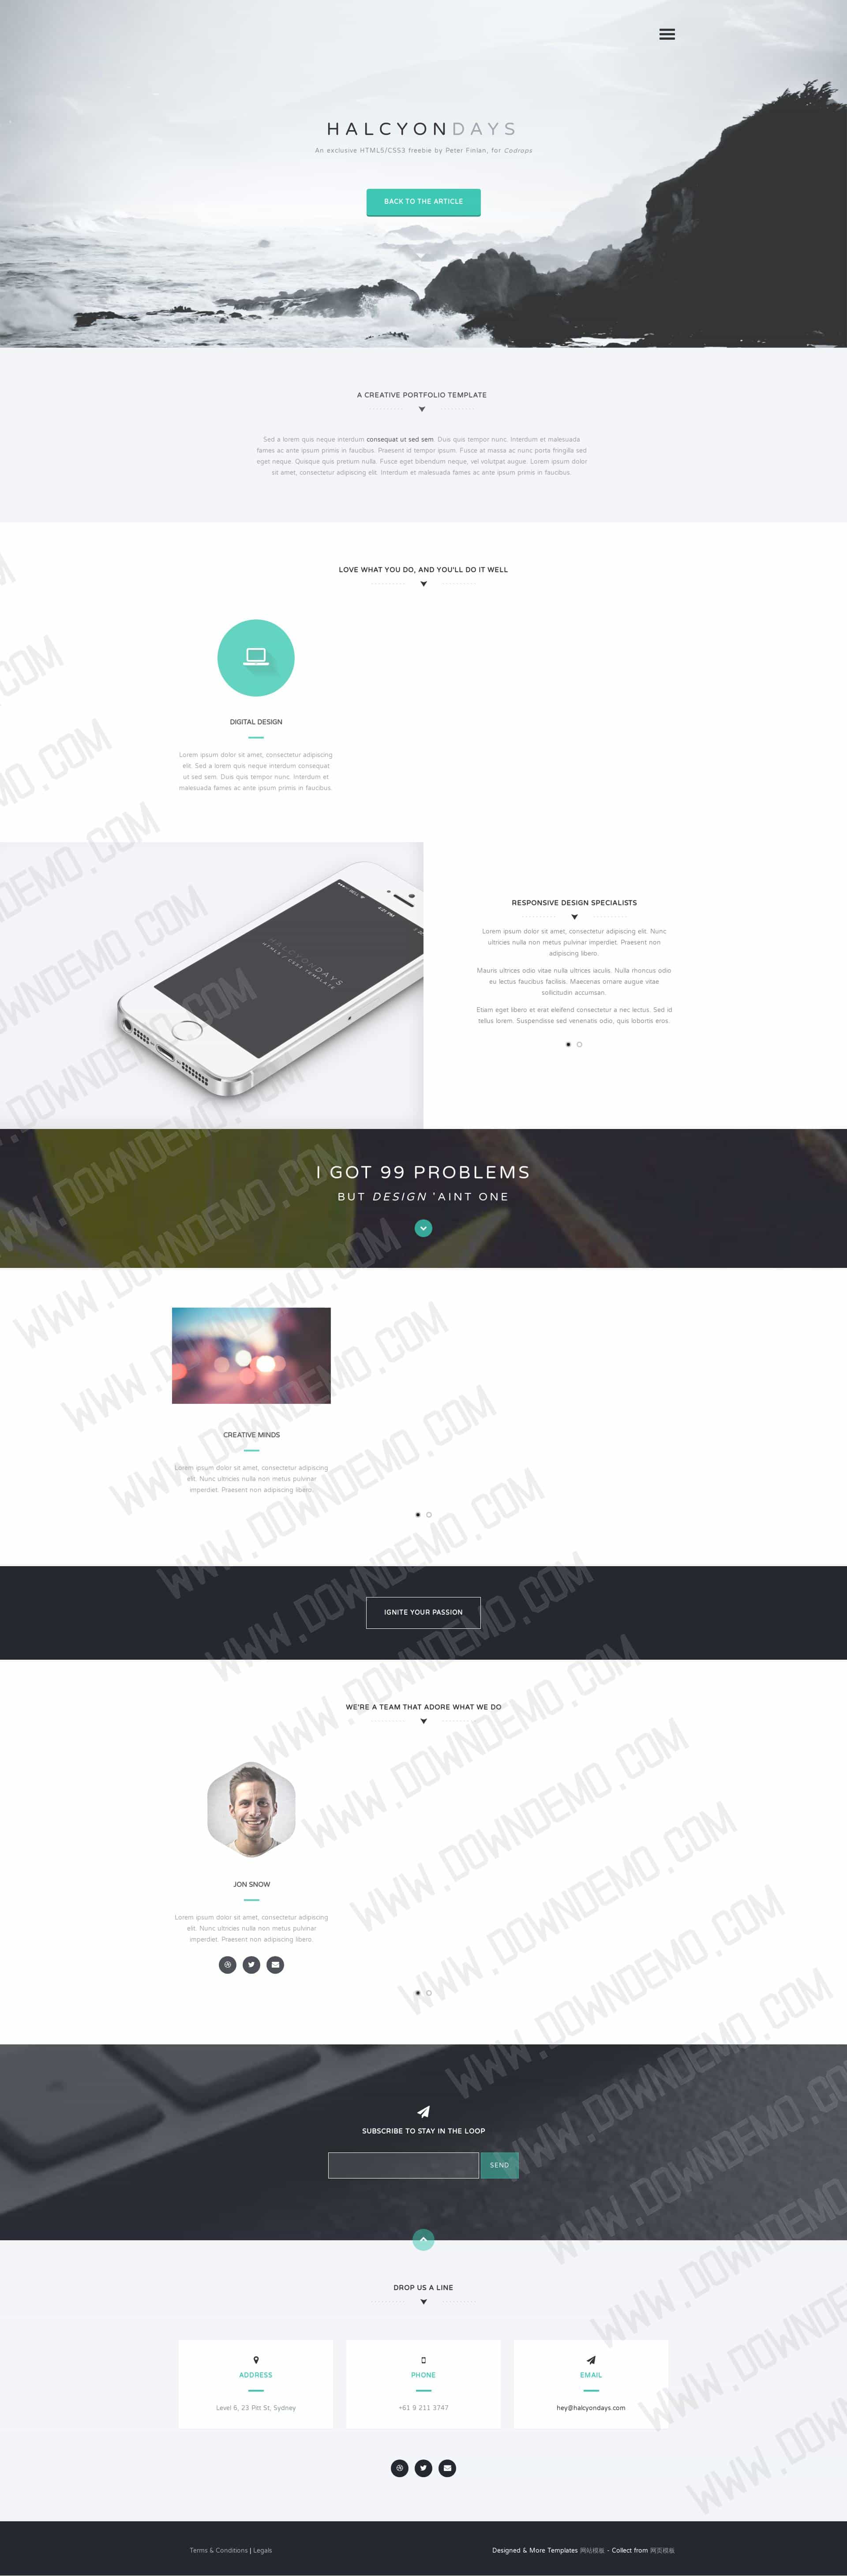 HALCYONDAYS
An exclusive HTML5/CSS3 freebie by Peter Finlan, for Codrops
BACK TO THE ARTICLE
A CREATIVE PORTFOLIO TEMPLATE
Sed a lorem quis neque interdum consequat ut sed sem. Duis quis tempor nunc. Interdum et malesuada
fames ac ante ipsum primis in faucibus. Praesent id tempor ipsum. Fusce at massa ac nunc porta fringilla sed
eget neque. Quisque quis pretium nulla. Fusce eget bibendum neque, vel volutpat augue. Lorem ipsum dolor
sit amet, consectetur adipiscing elit. Interdum et malesuada fames ac ante ipsum primis in faucibus.
LOVE WHAT YOU DO, AND YOU'LL DO IT WELL
DIGITAL DESIGN
Lorem ipsum dolor sit amet, consectetur adipiscing
elit. Sed a lorem quis neque interdum consequat
ut sed sem. Duis quis tempor nunc. Interdum et
malesuada fames ac ante ipsum primis in faucibus.
HALCYONDAYS
HTML5 / CSS3 TEMPLATE
4:21 PM
RESPONSIVE DESIGN SPECIALISTS
Lorem ipsum dolor sit amet, consectetur adipiscing elit. Nunc
ultricies nulla non metus pulvinar imperdiet. Praesent non
adipiscing libero.
Mauris ultrices odio vitae nulla ultrices iaculis. Nulla rhoncus odio
eu lectus faucibus facilisis. Maecenas ornare augue vitae
sollicitudin accumsan.
Etiam eget libero et erat eleifend consectetur a nec lectus. Sed id
tellus lorem. Suspendisse sed venenatis odio, quis lobortis eros.
I GOT 99 PROBLEMS
BUT DESIGN 'AINT ONE
CREATIVE MINDS
Lorem ipsum dolor sit amet, consectetur adipiscing
elit. Nunc ultricies nulla non metus pulvinar
imperdiet. Praesent non adipiscing libero.
IGNITE YOUR PASSION
WE'RE A TEAM THAT ADORE WHAT WE DO
JON SNOW
Lorem ipsum dolor sit amet, consectetur adipiscing
elit. Nunc ultricies nulla non metus pulvinar
imperdiet. Praesent non adipiscing libero.
SUBSCRIBE TO STAY IN THE LOOP
SEND
DROP US A LINE
ADDRESS
Level 6, 23 Pitt St, Sydney
PHONE
+61 9 211 3747
EMAIL
hey@halcyondays.com
Terms & Conditions | Legals
Designed & More Templates 网站模板 - Collect from 网页模板
WWW.DOWNDEMO.COM